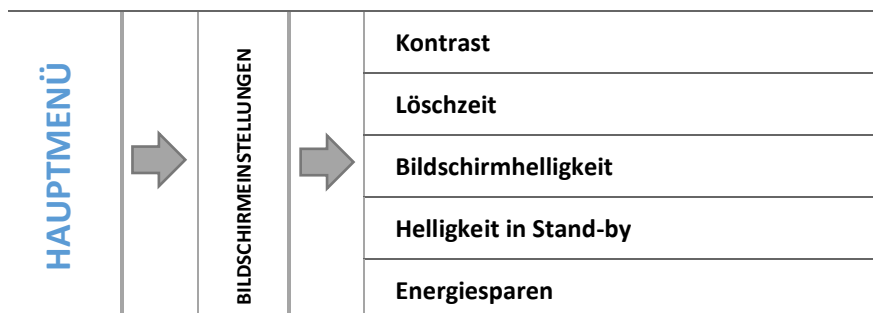 HAUPTMENÜ
BILDSCHIRMEINSTELLUNGEN
Kontrast
Löschzeit
Bildschirmhelligkeit
Helligkeit in Stand-by
Energiesparen